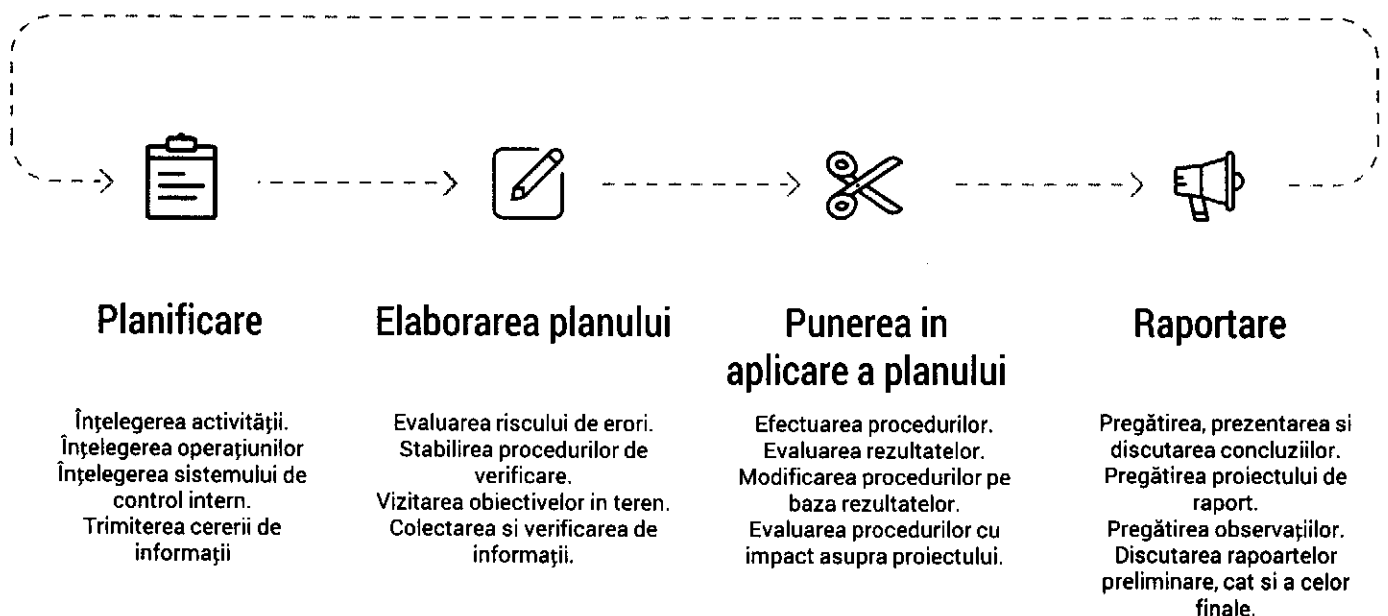 Planificare
Înțelegerea activității.
Înțelegerea operațiunilor
Înțelegerea sistemului de
control intern.
Trimiterea cererii de
informații
Elaborarea planului
Evaluarea riscului de erori.
Stabilirea procedurilor de
verificare.
Vizitarea obiectivelor in teren.
Colectarea si verificarea de
informații.
Punerea in
aplicare a planului
Efectuarea procedurilor.
Evaluarea rezultatelor.
Modificarea procedurilor pe
baza rezultatelor.
Evaluarea procedurilor cu
impact asupra proiectului.
Raportare
Pregătirea, prezentarea si
discutarea concluziilor.
Pregătirea proiectului de
raport.
Pregătirea observațiilor.
Discutarea rapoartelor
preliminare, cat si a celor
finale.